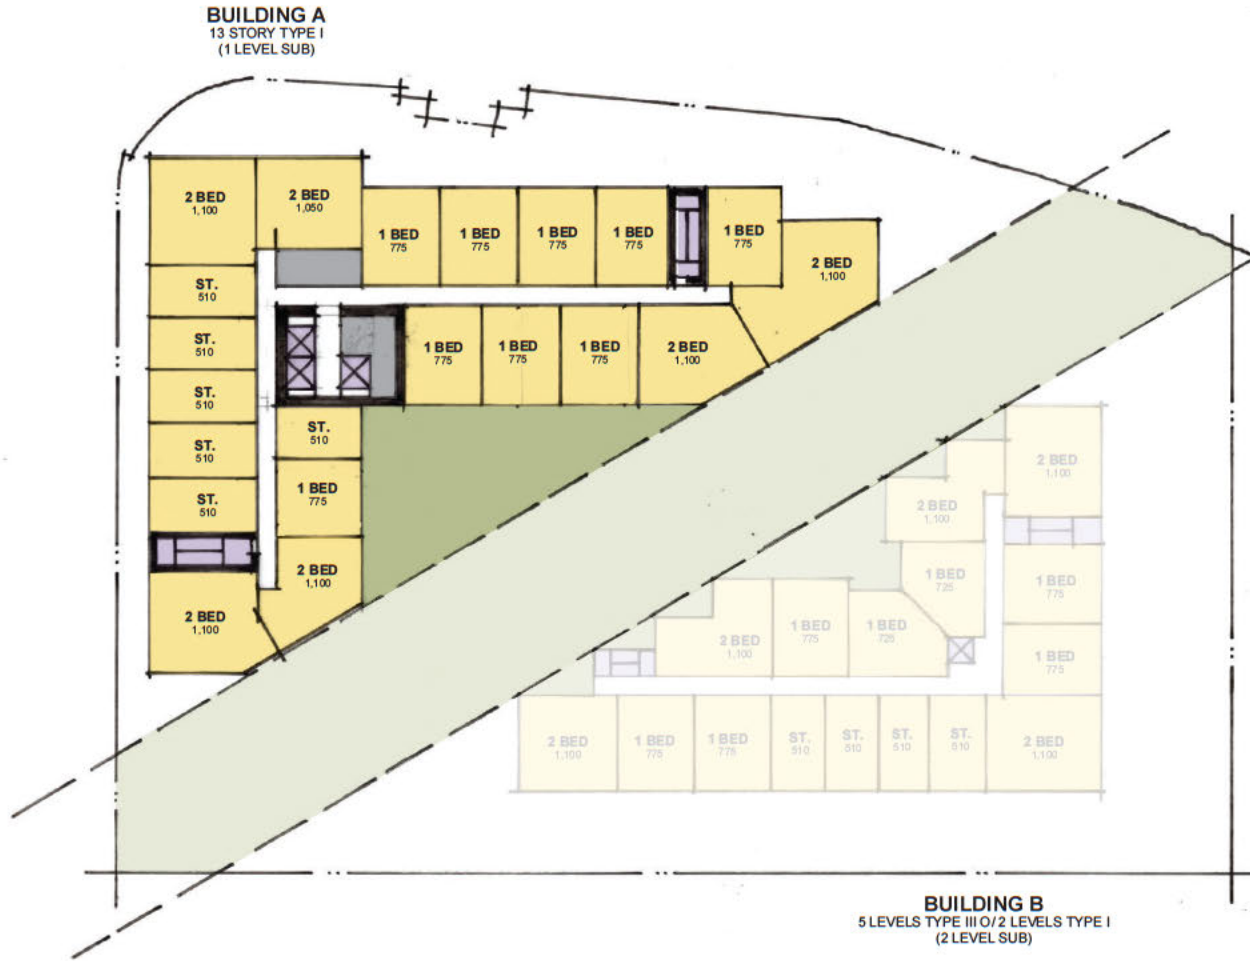 BUILDING A
13 STORY TYPE I
(1 LEVEL SUB)
2 BED
1,100
2 BED
1,050
1 BED
775
1 BED
775
1 BED
775
1 BED
775
1 BED
775
2 BED
1,100
ST.
510
ST.
510
ST.
510
ST.
510
ST.
510
1 BED
775
1 BED
775
1 BED
775
2 BED
1,100
ST.
510
1 BED
775
2 BED
1,100
2 BED
1,100
2 BED
1,100
2 BED
1,100
1 BED
725
1 BED
775
1 BED
775
2 BED
1,100
1 BED
775
1 BED
725
2 BED
1,100
1 BED
775
1 BED
775
ST.
510
ST.
510
ST.
510
ST.
510
2 BED
1,100
BUILDING B
5 LEVELS TYPE III O/ 2 LEVELS TYPE I
(2 LEVEL SUB)